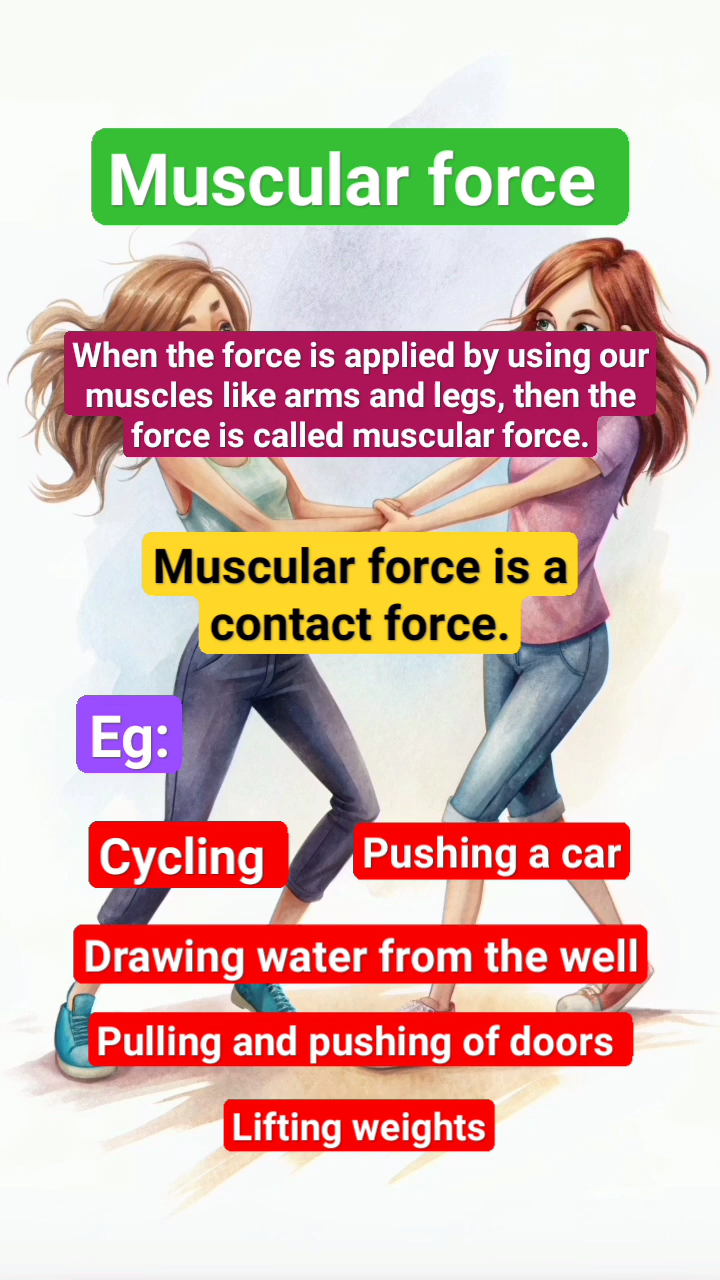 Muscular force
When the force is applied by using our
muscles like arms and legs, then the
force is called muscular force.
Muscular force is a
contact force.
Eg:
Cycling
Pushing a car
Drawing water from the well
Pulling and pushing of doors
Lifting weights